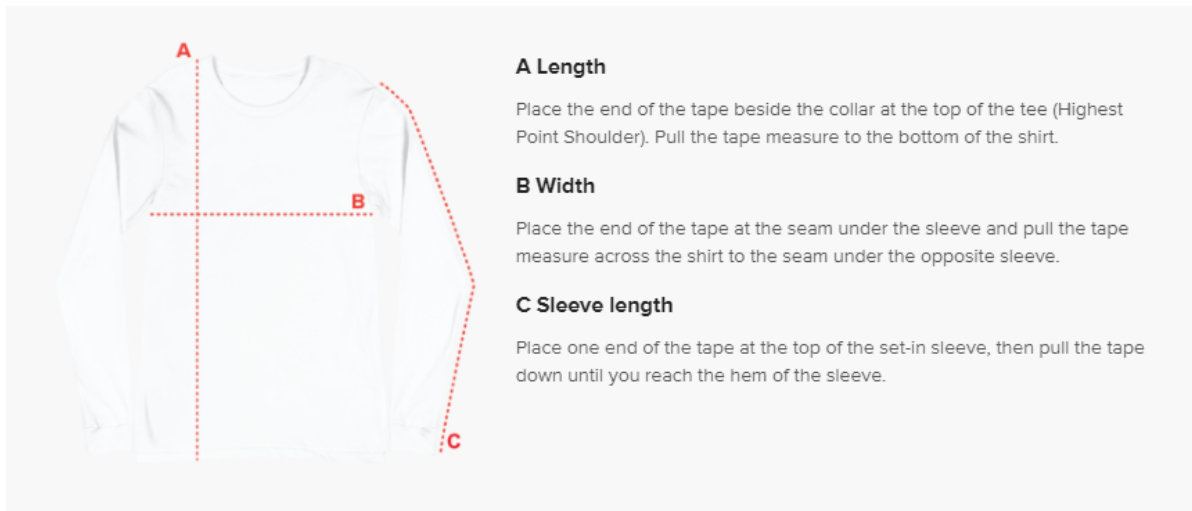 A
B
C
A Length
Place the end of the tape beside the collar at the top of the tee (Highest
Point Shoulder). Pull the tape measure to the bottom of the shirt.
B Width
Place the end of the tape at the seam under the sleeve and pull the tape
measure across the shirt to the seam under the opposite sleeve.
C Sleeve length
Place one end of the tape at the top of the set-in sleeve, then pull the tape
down until you reach the hem of the sleeve.